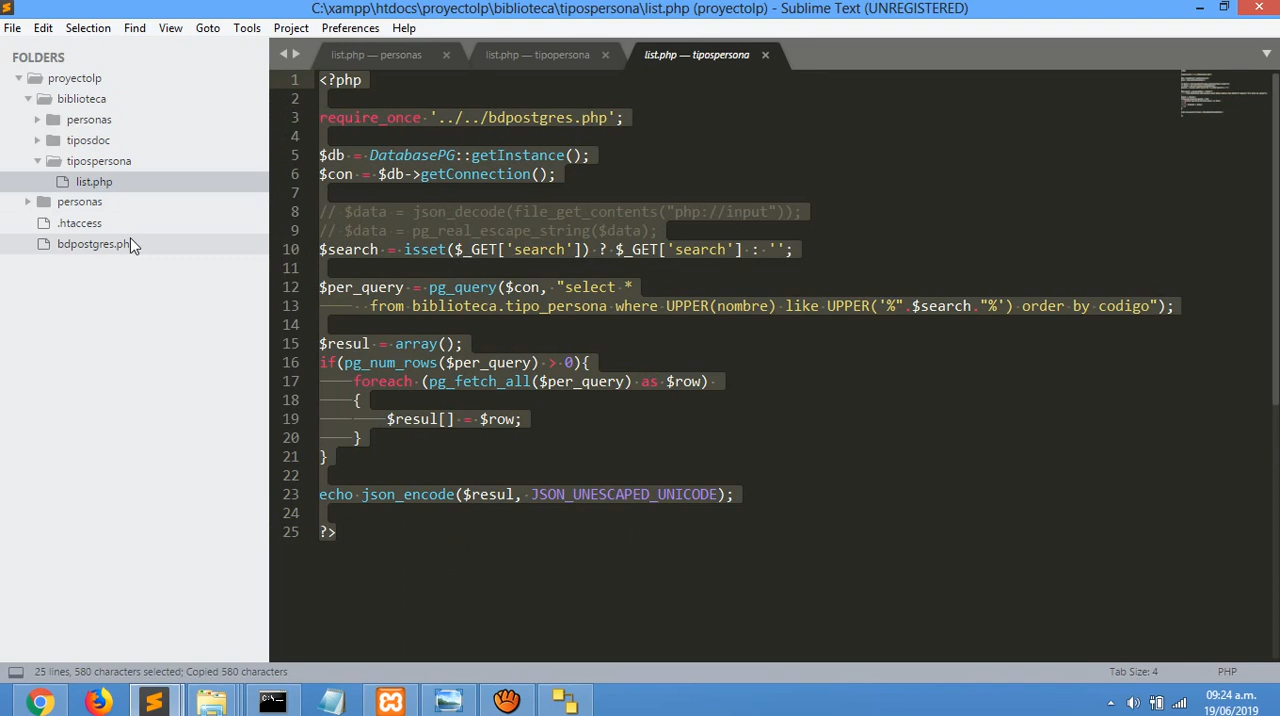 C:\xampp\htdocs\proyectolp\biblioteca\tipospersona\list.php (proyectolp) - Sublime Text (UNREGISTERED)
File Edit Selection Find View Goto Tools Project Preferences Help
FOLDERS
proyectolp
biblioteca
personas
tiposdoc
tipospersona
list.php
personas
.htaccess
bdpostgres.ph
list.php — personas
list.php — tipopersona
list.php — tipospersona
1 <?php
2
3 require_once '../../bdpostgres.php';
4
5 $db = DatabasePG::getInstance();
6 $con = $db->getConnection();
7
8 // $data = json_decode(file_get_contents("php://input"));
9 // $data = pg_real_escape_string($data);
10 $search = isset($_GET['search']) ? $_GET['search'] : '';
11
12 $per_query = pg_query($con, "select *
13 from biblioteca.tipo_persona where UPPER(nombre) like UPPER('%".$search."%') order by codigo");
14
15 $resul = array();
16 if(pg_num_rows($per_query) > 0){
17 foreach (pg_fetch_all($per_query) as $row)
18 {
19 $resul[] = $row;
20 }
21 }
22
23 echo json_encode($resul, JSON_UNESCAPED_UNICODE);
24
25 ?>
25 lines, 580 characters selected; Copied 580 characters
Tab Size: 4
PHP
09:24 a.m.
19/06/2019